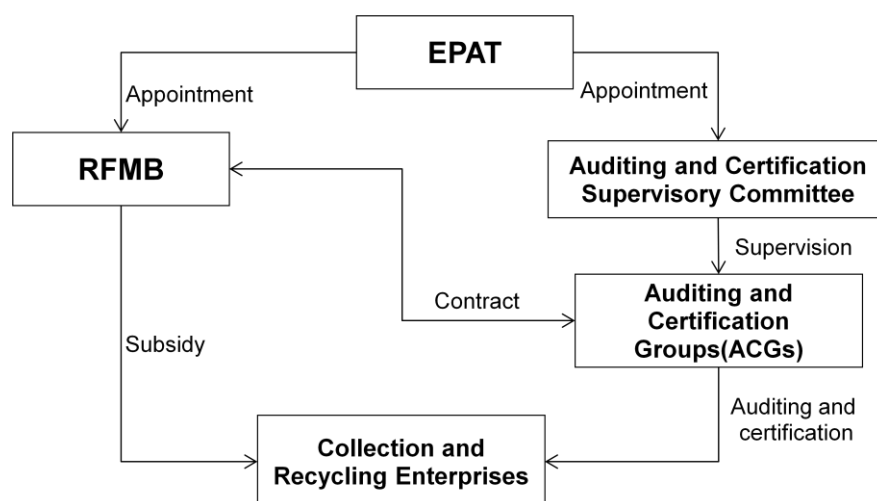 EPAT
Appointment
Appointment
RFMB
Auditing and Certification
Supervisory Committee
Supervision
Contract
Auditing and
Certification
Groups(ACGs)
Subsidy
Auditing and
certification
Collection and
Recycling Enterprises